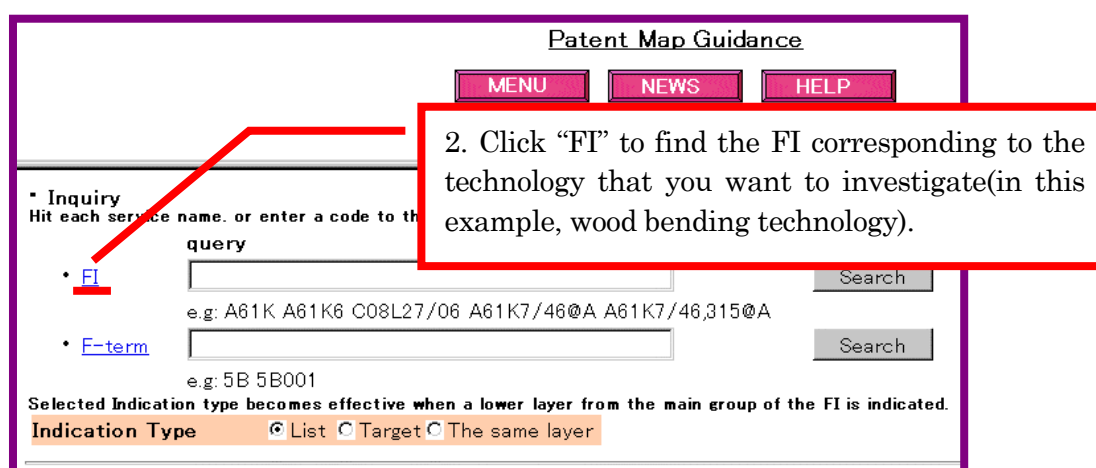 Patent Map Guidance
MENU NEWS HELP
2. Click “FI” to find the FI corresponding to the
technology that you want to investigate(in this
example, wood bending technology).
▪ Inquiry
Hit each service name. or enter a code to th
query
• FI Search
e.g: A61K A61K6 C08L27/06 A61K7/46@A A61K7/46,315@A
• F-term Search
e.g: 5B 5B001
Selected Indication type becomes effective when a lower layer from the main group of the FI is indicated.
Indication Type List Target The same layer